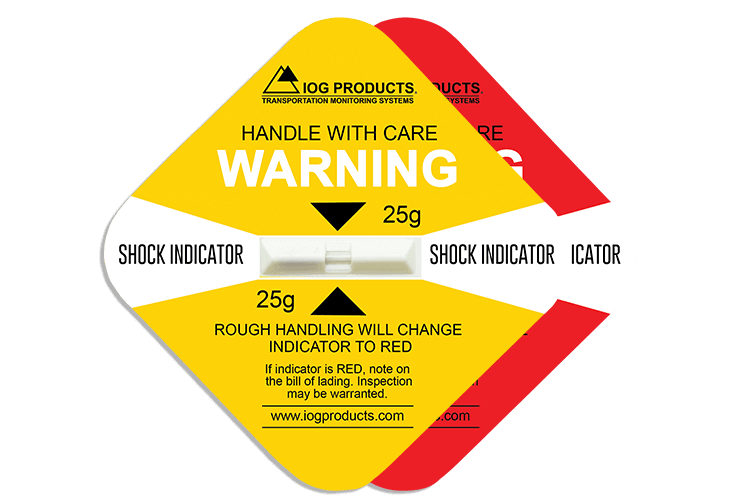 IOG PRODUCTS.
TRANSPORTATION MONITORING SYSTEMS
HANDLE WITH CARE
WARNING
25g
SHOCK INDICATOR
SHOCK INDICATOR
25g
ROUGH HANDLING WILL CHANGE
INDICATOR TO RED
If indicator is RED, note on
the bill of lading. Inspection
may be warranted.
www.iogproducts.com
DUCTS.
YSTEMS
RE
G
ICATOR
s.com